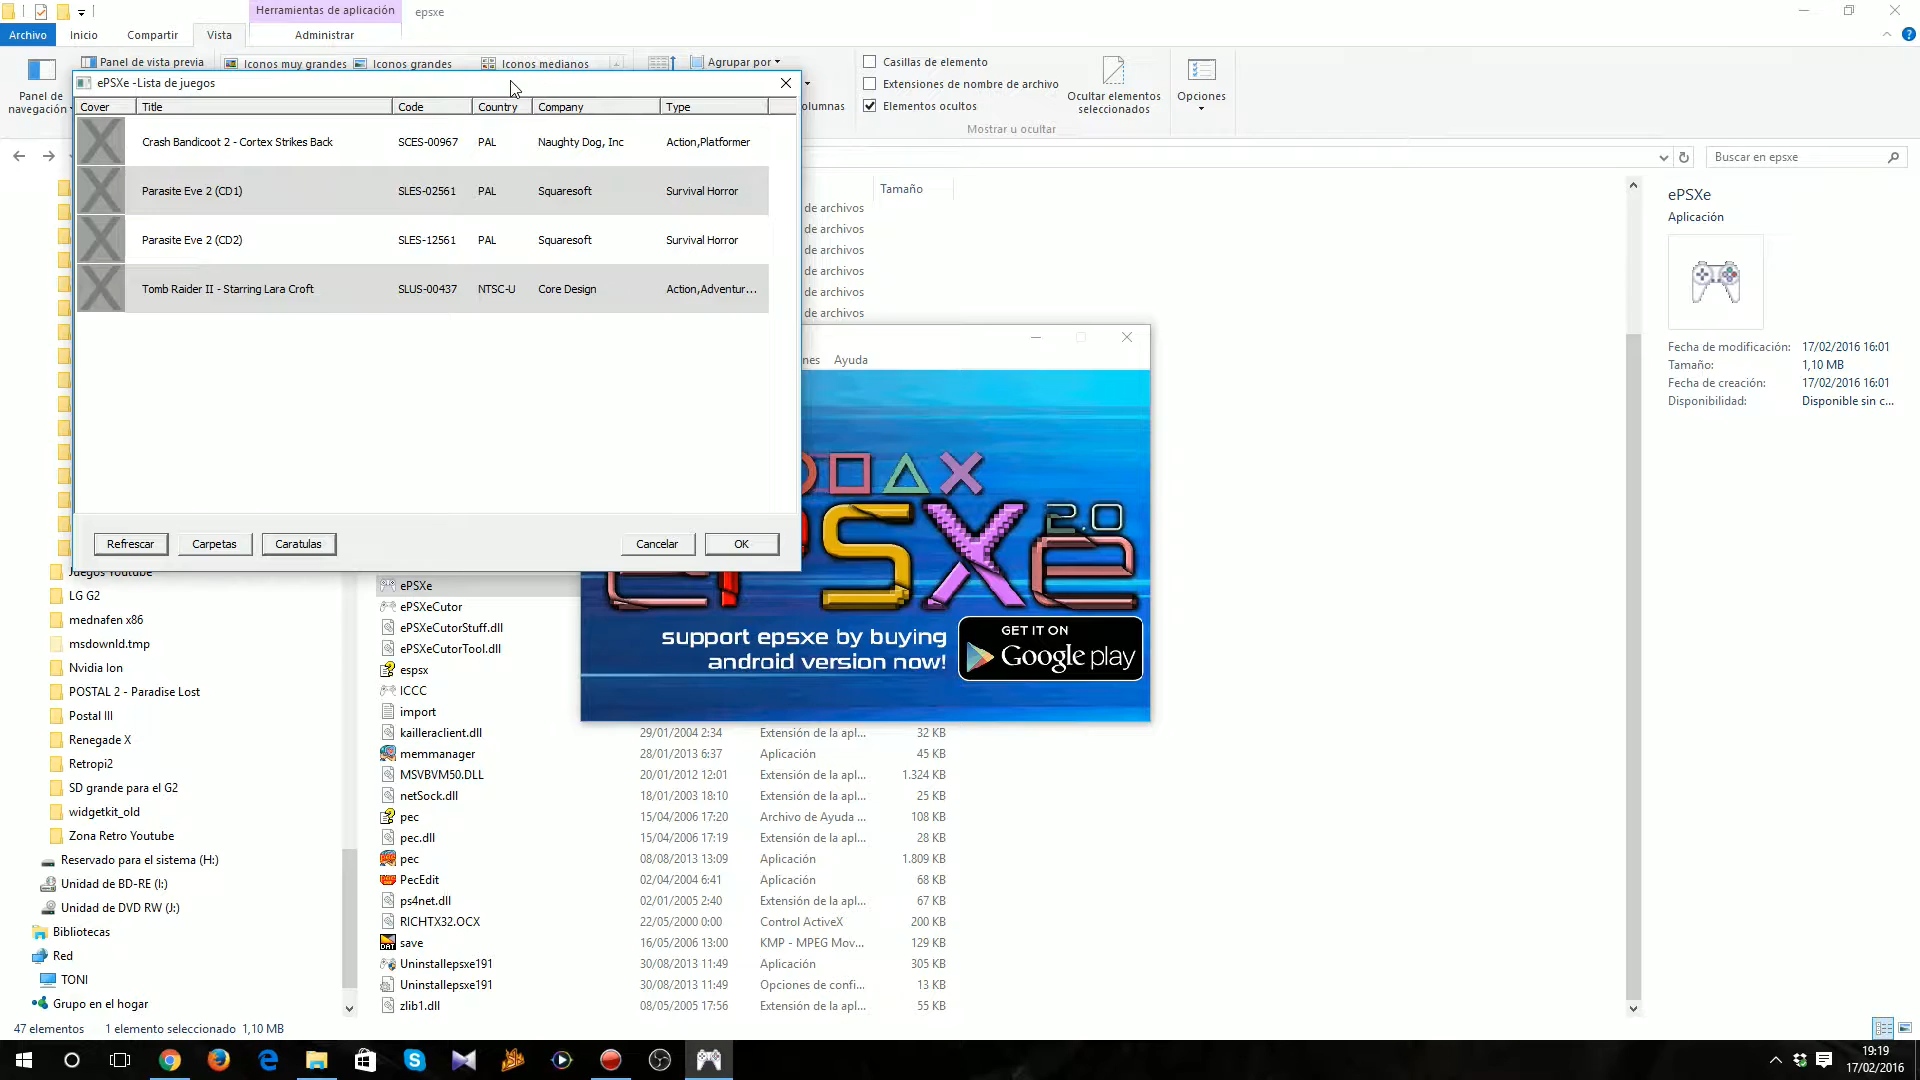 Herramientas de aplicación
epsxe
Archivo
Inicio
Compartir
Vista
Administrar
Panel de
navegación
Panel de vista previa
Iconos muy grandes
Iconos grandes
Iconos medianos
Agrupar por
Casillas de elemento
Extensiones de nombre de archivo
Elementos ocultos
Ocultar elementos
seleccionados
Opciones
Mostrar u ocultar
Buscar en epsxe
ePSXe -Lista de juegos
Cover Title Code Country Company Type
Crash Bandicoot 2 - Cortex Strikes Back SCES-00967 PAL Naughty Dog, Inc Action,Platformer
Parasite Eve 2 (CD1) SLES-02561 PAL Squaresoft Survival Horror
Parasite Eve 2 (CD2) SLES-12561 PAL Squaresoft Survival Horror
Tomb Raider II - Starring Lara Croft SLUS-00437 NTSC-U Core Design Action,Adventur...
Refrescar
Carpetas
Caratulas
Cancelar
OK
Tamaño
de archivos
de archivos
de archivos
de archivos
de archivos
de archivos
Ayuda
ePSXe
2.0
support epsxe by buying
android version now!
GET IT ON
Google play
ePSXe
Aplicación
Fecha de modificación: 17/02/2016 16:01
Tamaño: 1,10 MB
Fecha de creación: 17/02/2016 16:01
Disponibilidad: Disponible sin c...
Juegos Youtube
LG G2
mednafen x86
msdownld.tmp
Nvidia Ion
POSTAL 2 - Paradise Lost
Postal III
Renegade X
Retropi2
SD grande para el G2
widgetkit_old
Zona Retro Youtube
Reservado para el sistema (H:)
Unidad de BD-RE (I:)
Unidad de DVD RW (J:)
Bibliotecas
Red
TONI
Grupo en el hogar
ePSXe
ePSXeCutor
ePSXeCutorStuff.dll
ePSXeCutorTool.dll
espsx
ICCC
import
kailleraclient.dll 29/01/2004 2:34 Extensión de la apl... 32 KB
memmanager 28/01/2013 6:37 Aplicación 45 KB
MSVBVM50.DLL 20/01/2012 12:01 Extensión de la apl... 1.324 KB
netSock.dll 18/01/2003 18:10 Extensión de la apl... 25 KB
pec 15/04/2006 17:20 Archivo de Ayuda ... 108 KB
pec.dll 15/04/2006 17:19 Extensión de la apl... 28 KB
pec 08/08/2013 13:09 Aplicación 1.809 KB
PecEdit 02/04/2004 6:41 Aplicación 68 KB
ps4net.dll 02/01/2005 2:40 Extensión de la apl... 67 KB
RICHTX32.OCX 22/05/2000 0:00 Control ActiveX 200 KB
save 16/05/2006 13:00 KMP - MPEG Mov... 129 KB
Uninstallepsxe191 30/08/2013 11:49 Aplicación 305 KB
Uninstallepsxe191 30/08/2013 11:49 Opciones de confi... 13 KB
zlib1.dll 08/05/2005 17:56 Extensión de la apl... 55 KB
47 elementos 1 elemento seleccionado 1,10 MB
19:19
17/02/2016